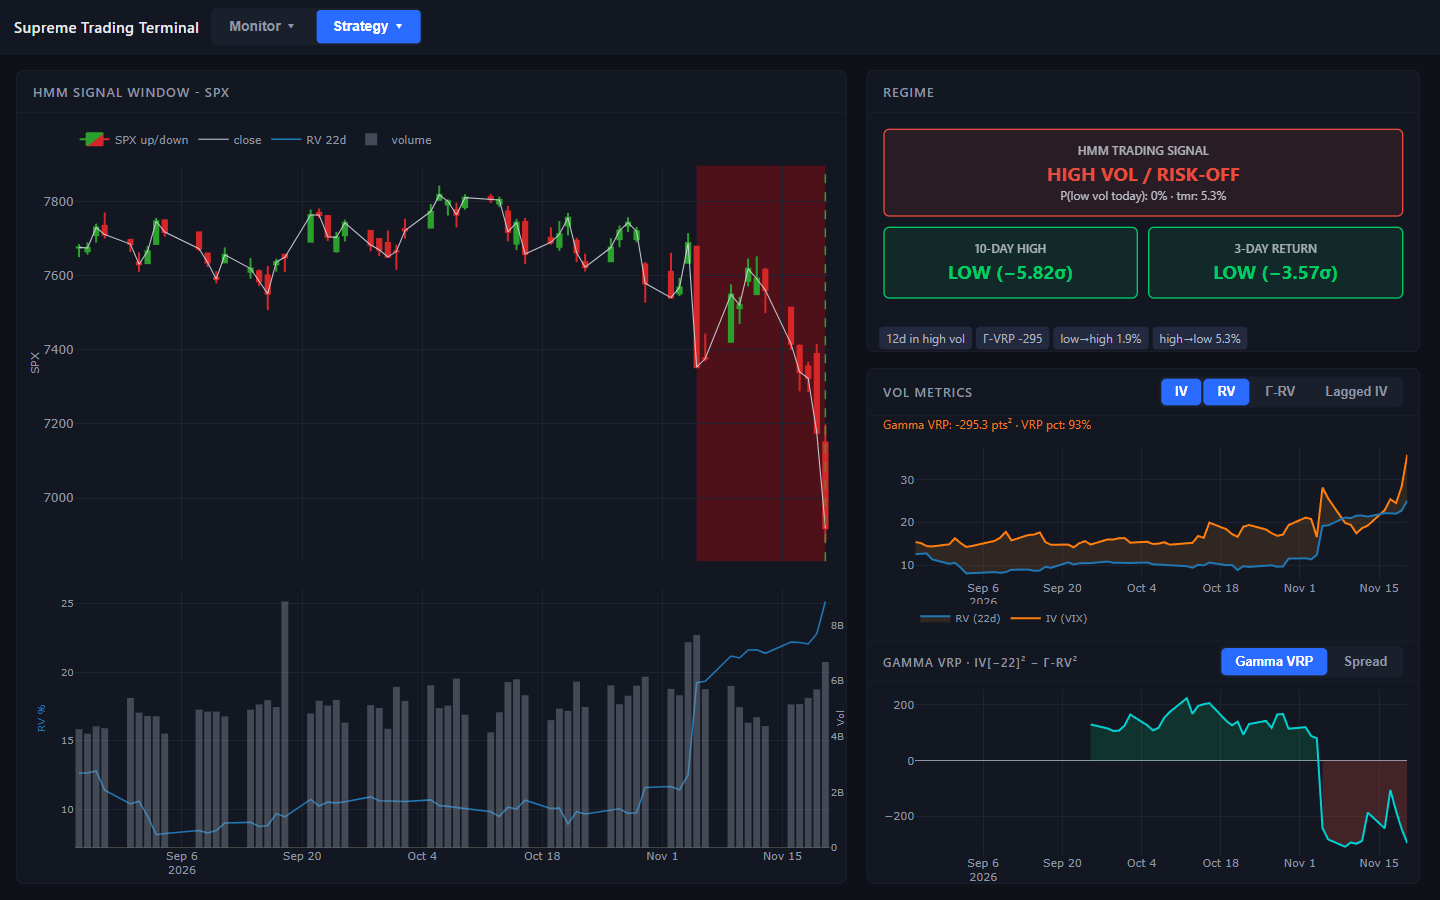 Supreme Trading Terminal
Monitor ▾
Strategy ▾
HMM SIGNAL WINDOW - SPX
SPX up/down
close
RV 22d
volume
7800
7600
7400
7200
7000
SPX
25
20
15
10
RV %
8B
6B
4B
2B
0
Vol
Sep 6
2026
Sep 20
Oct 4
Oct 18
Nov 1
Nov 15
REGIME
HMM TRADING SIGNAL
HIGH VOL / RISK-OFF
P(low vol today): 0% · tmr: 5.3%
10-DAY HIGH
LOW (−5.82σ)
3-DAY RETURN
LOW (−3.57σ)
12d in high vol
Γ-VRP -295
low→high 1.9%
high→low 5.3%
VOL METRICS
IV
RV
Γ-RV
Lagged IV
Gamma VRP: -295.3 pts² · VRP pct: 93%
30
20
10
Sep 6
2026
Sep 20
Oct 4
Oct 18
Nov 1
Nov 15
RV (22d)
IV (VIX)
GAMMA VRP · IV[−22]² − Γ-RV²
Gamma VRP
Spread
200
0
−200
Sep 6
2026
Sep 20
Oct 4
Oct 18
Nov 1
Nov 15